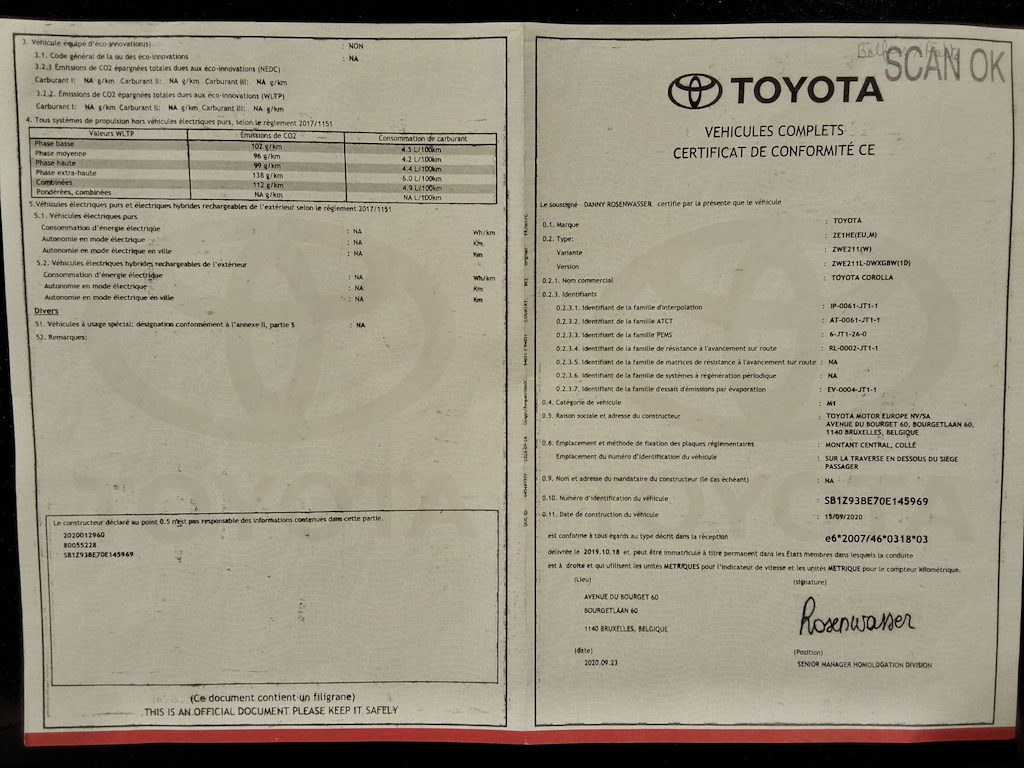 3. Véhicule équipé d'éco-innovation(s) : NON
3.1. Code général de la ou des éco-innovations : NA
3.2.1 Émissions de CO2 épargnées totales dues aux éco-innovations (NEDC)
Carburant I: NA g/km Carburant II: NA g/km Carburant III: NA g/km
3.2.2. Émissions de CO2 épargnées totales dues aux éco-innovations (WLTP)
Carburant I: NA g/km Carburant II: NA g/km Carburant III: NA g/km
4. Tous systèmes de propulsion hors véhicules électriques purs, selon le règlement 2017/1151
Valeurs WLTP Émissions de CO2 Consommation de carburant
Phase basse 102 g/km 4.5 L/100km
Phase moyenne 96 g/km 4.2 L/100km
Phase haute 99 g/km 4.4 L/100km
Phase extra-haute 138 g/km 6.0 L/100km
Combinées 112 g/km 4.9 L/100km
Pondérées, combinées NA g/km NA L/100km
5.Véhicules électriques purs et électriques hybrides rechargeables de l'extérieur selon le règlement 2017/1151
5.1. Véhicules électriques purs
Consommation d'énergie électrique : NA Wh/km
Autonomie en mode électrique : NA Km
Autonomie en mode électrique en ville : NA Km
5.2. Véhicules électriques hybrides rechargeables de l'extérieur
Consommation d'énergie électrique : NA Wh/km
Autonomie en mode électrique : NA Km
Autonomie en mode électrique en ville : NA Km
Divers
51. Véhicules à usage spécial: désignation conformément à l'annexe II, partie 5 : NA
52. Remarques:
Le constructeur déclaré au point 0.5 n'est pas responsable des informations contenues dans cette partie.
2020012960
80055228
SB1Z93BE70E145969
(Ce document contient un filigrane)
THIS IS AN OFFICIAL DOCUMENT PLEASE KEEP IT SAFELY
SCAN OK
TOYOTA
VEHICULES COMPLETS
CERTIFICAT DE CONFORMITÉ CE
Le soussigné DANNY ROSENWASSER certifie par la présente que le véhicule
0.1. Marque : TOYOTA
0.2. Type: : ZE1HE(EU,M)
Variante : ZWE211(W)
Version : ZWE211L-DWXGBW(1D)
0.2.1. Nom commercial : TOYOTA COROLLA
0.2.3. Identifiants
0.2.3.1. Identifiant de la famille d'interpolation : IP-0061-JT1-1
0.2.3.2. Identifiant de la famille ATCT : AT-0061-JT1-1
0.2.3.3. Identifiant de la famille PEMS : 6-JT1-26-0
0.2.3.4. Identifiant de la famille de résistance à l'avancement sur route : RL-0002-JT1-1
0.2.3.5. Identifiant de la famille de matrices de résistance à l'avancement sur route : NA
0.2.3.6. Identifiant de la famille de systèmes à régénération périodique : NA
0.2.3.7. Identifiant de la famille d'essais d'émissions par évaporation : EV-0004-JT1-1
0.4. Catégorie de véhicule : M1
0.5. Raison sociale et adresse du constructeur : TOYOTA MOTOR EUROPE NV/SA
AVENUE DU BOURGET 60, BOURGETLAAN 60,
1140 BRUXELLES, BELGIQUE
0.6. Emplacement et méthode de fixation des plaques réglémentaires : MONTANT CENTRAL, COLLÉ
Emplacement du numéro d'identification du véhicule : SUR LA TRAVERSE EN DESSOUS DU SIÈGE
PASSAGER
0.9. Nom et adresse du mandataire du constructeur (le cas échéant) : NA
0.10. Numéro d'identification du véhicule : SB1Z93BE70E145969
0.11. Date de construction du véhicule : 15/09/2020
est conforme à tous égards au type décrit dans la réception e6*2007/46*0318*03
délivrée le 2019.10.18 et peut être immatriculé à titre permanent dans les États membres dans lesquels la conduite
est à droite et qui utilisent les unités METRIQUES pour l'indicateur de vitesse et les unités METRIQUE pour le compteur kilométrique.
(Lieu) (signature)
AVENUE DU BOURGET 60
BOURGETLAAN 60
Rosenwasser
1140 BRUXELLES, BELGIQUE
(date) (Position)
2020.09.23 SENIOR MANAGER HOMOLOGATION DIVISION